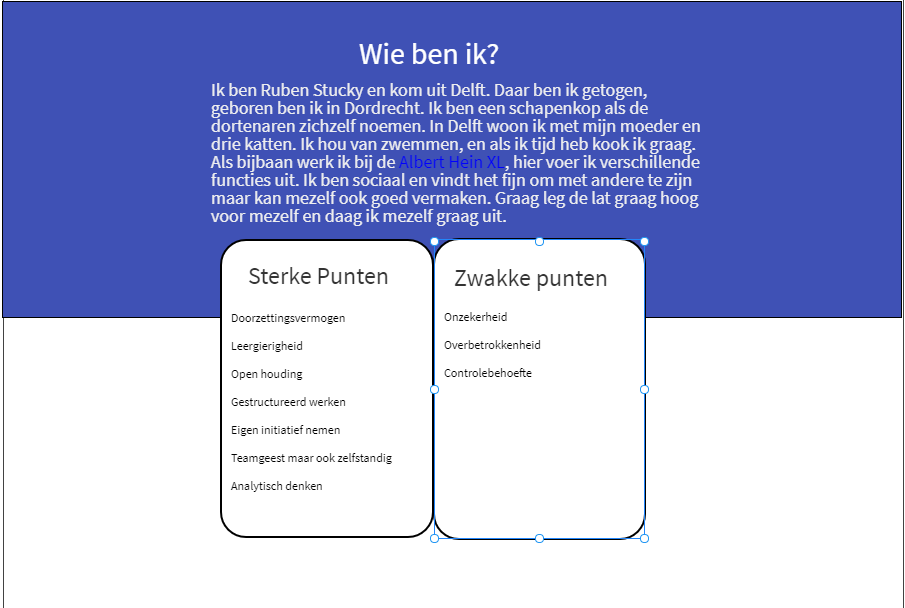 Wie ben ik?
Ik ben Ruben Stucky en kom uit Delft. Daar ben ik getogen,
geboren ben ik in Dordrecht. Ik ben een schapenkop als de
dortenaren zichzelf noemen. In Delft woon ik met mijn moeder en
drie katten. Ik hou van zwemmen, en als ik tijd heb kook ik graag.
Als bijbaan werk ik bij de Albert Hein XL, hier voer ik verschillende
functies uit. Ik ben sociaal en vindt het fijn om met andere te zijn
maar kan mezelf ook goed vermaken. Graag leg de lat graag hoog
voor mezelf en daag ik mezelf graag uit.
Sterke Punten
Doorzettingsvermogen
Leergierigheid
Open houding
Gestructureerd werken
Eigen initiatief nemen
Teamgeest maar ook zelfstandig
Analytisch denken
Zwakke punten
Onzekerheid
Overbetrokkenheid
Controlebehoefte